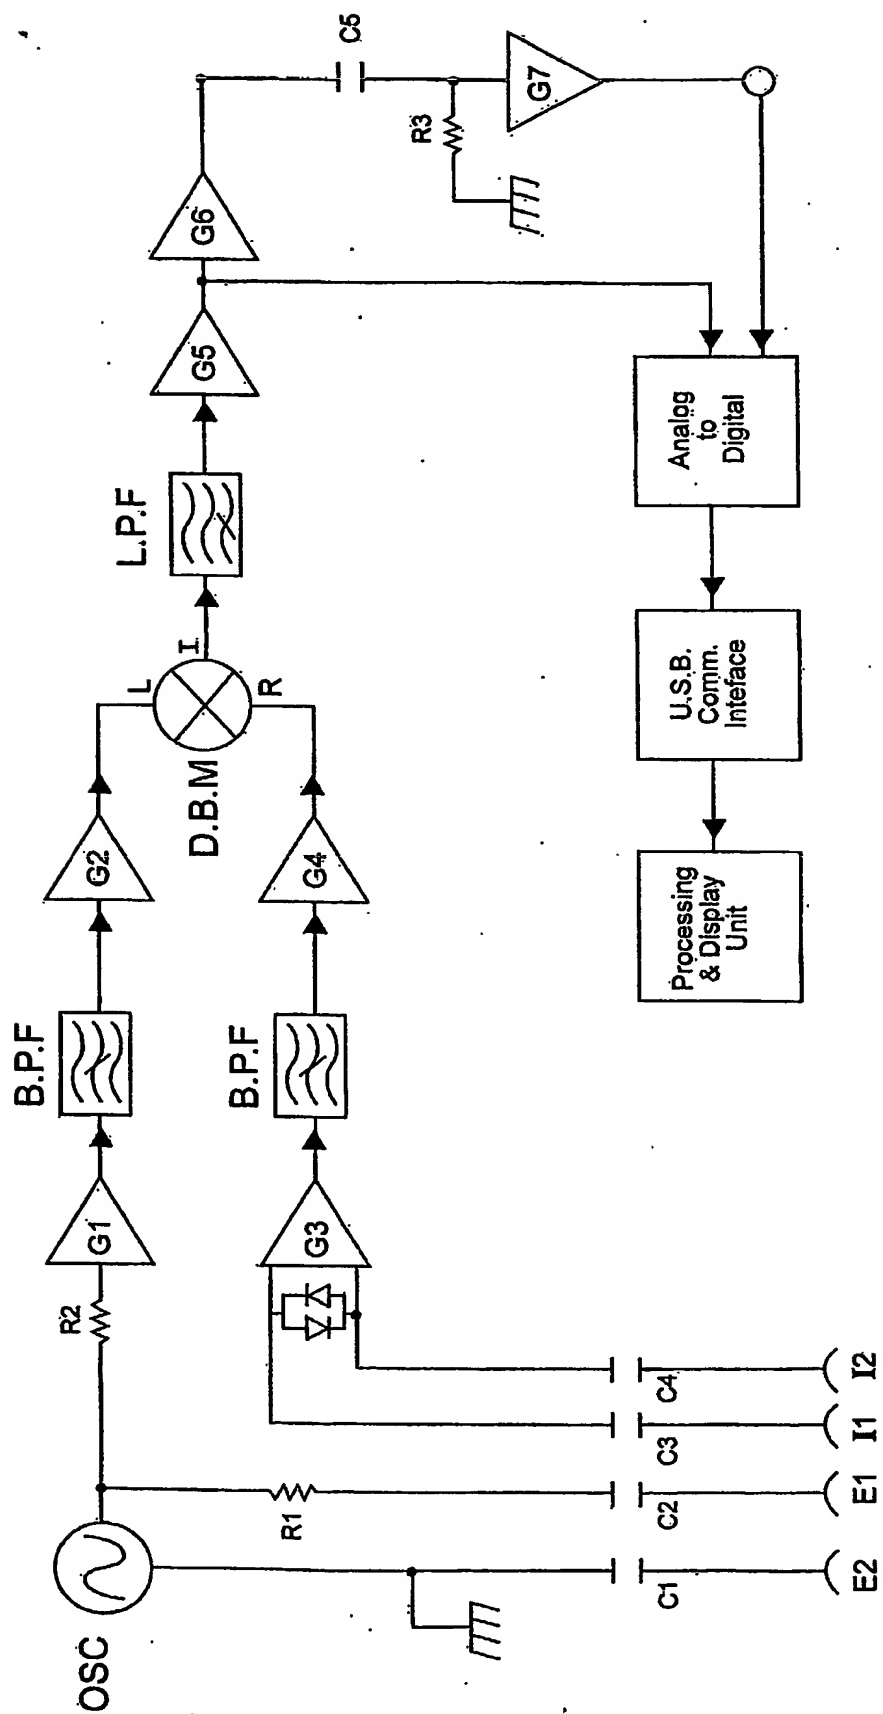 OSC
R2
G1
B.P.F
G2
L
D.B.M
I
R
L.P.F
G5
G6
C5
R3
G7
R1
G3
B.P.F
G4
Analog
to
Digital
U.S.B.
Comm.
Inteface
Processing
& Display
Unit
C1
C2
C3
C4
E2
E1
I1
I2